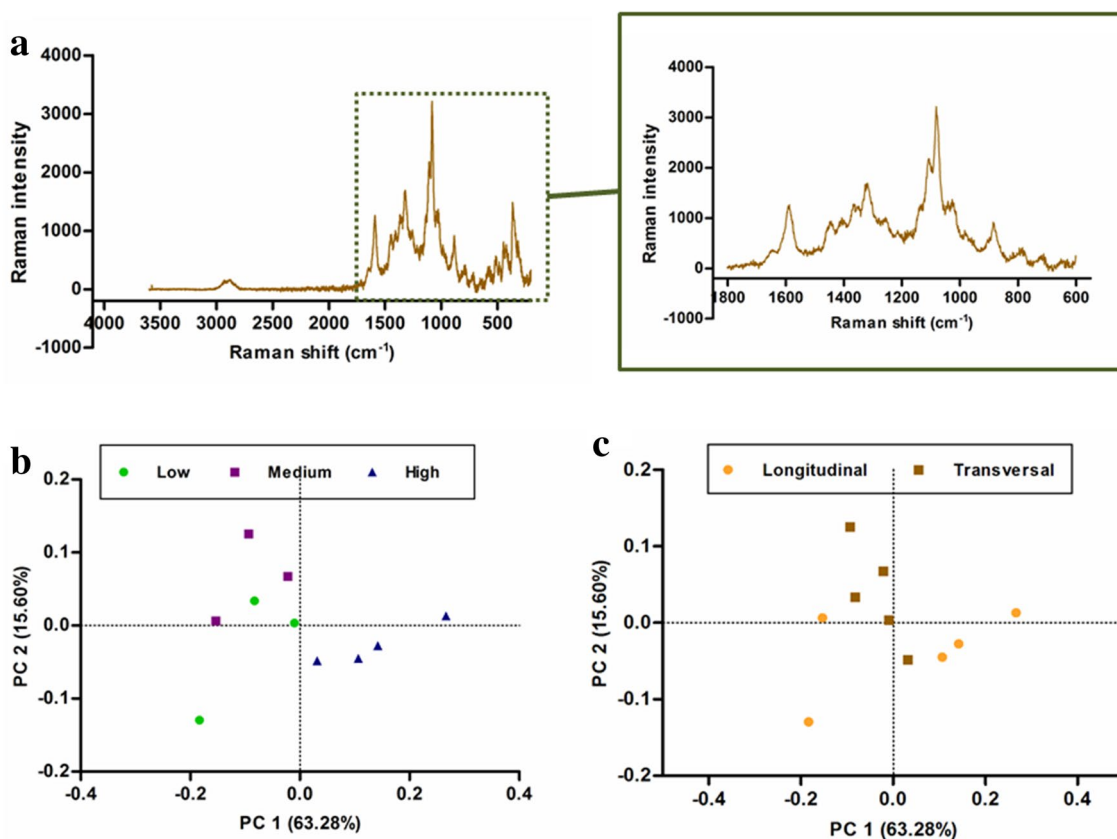 a
4000
3000
2000
1000
0
-1000
Raman intensity
4000 3500 3000 2500 2000 1500 1000 500
Raman shift (cm-1)
4000
3000
2000
1000
0
-1000
Raman intensity
1800 1600 1400 1200 1000 800 600
Raman shift (cm-1)
b
Low Medium High
0.2
0.1
0.0
-0.1
-0.2
PC 2 (15.60%)
-0.4 -0.2 0.0 0.2 0.4
PC 1 (63.28%)
c
Longitudinal Transversal
0.2
0.1
0.0
-0.1
-0.2
PC 2 (15.60%)
-0.4 -0.2 0.0 0.2 0.4
PC 1 (63.28%)